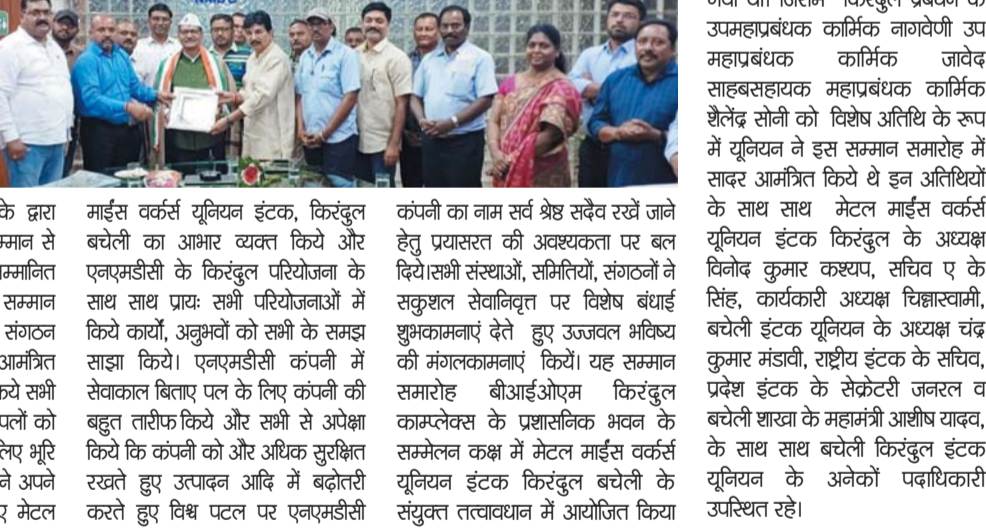 के द्वारा
म्मान से
म्मानित
सम्मान
संगठन
आमंत्रित
कये सभी
पलों को
लिए भूरि
ने अपने
ए मेटल
माईंस वर्कर्स यूनियन इंटक, किरंदुल
बचेली का आभार व्यक्त किये और
एनएमडीसी के किरंदुल परियोजना के
साथ साथ प्रायः सभी परियोजनाओं में
किये कार्यों, अनुभवों को सभी के समझ
साझा किये। एनएमडीसी कंपनी में
सेवाकाल बिताए पल के लिए कंपनी की
बहुत तारीफ किये और सभी से अपेक्षा
किये कि कंपनी को और अधिक सुरक्षित
रखते हुए उत्पादन आदि में बढ़ोतरी
करते हुए विश्व पटल पर एनएमडीसी
कंपनी का नाम सर्व श्रेष्ठ सदैव रखें जाने
हेतु प्रयासरत की अवश्यकता पर बल
दिये।सभी संस्थाओं, समितियों, संगठनों ने
सकुशल सेवानिवृत्त पर विशेष बंधाई
शुभकामनाएं देते हुए उज्जवल भविष्य
की मंगलकामनाएं कियें। यह सम्मान
समारोह बीआईओएम किरंदुल
काम्प्लेक्स के प्रशासनिक भवन के
सम्मेलन कक्ष में मेटल माईंस वर्कर्स
यूनियन इंटक किरंदुल बचेली के
संयुक्त तत्वावधान में आयोजित किया
उपमहाप्रबंधक कार्मिक नागवेणी उप
महाप्रबंधक कार्मिक जावेद
साहबसहायक महाप्रबंधक कार्मिक
शैलेंद्र सोनी को विशेष अतिथि के रूप
में यूनियन ने इस सम्मान समारोह में
सादर आमंत्रित किये थे इन अतिथियों
के साथ साथ मेटल माईंस वर्कर्स
यूनियन इंटक किरंदुल के अध्यक्ष
विनोद कुमार कश्यप, सचिव ए के
सिंह, कार्यकारी अध्यक्ष चिन्नास्वामी,
बचेली इंटक यूनियन के अध्यक्ष चंद्र
कुमार मंडावी, राष्ट्रीय इंटक के सचिव,
प्रदेश इंटक के सेक्रेटरी जनरल व
बचेली शाखा के महामंत्री आशीष यादव,
के साथ साथ बचेली किरंदुल इंटक
यूनियन के अनेकों पदाधिकारी
उपस्थित रहे।